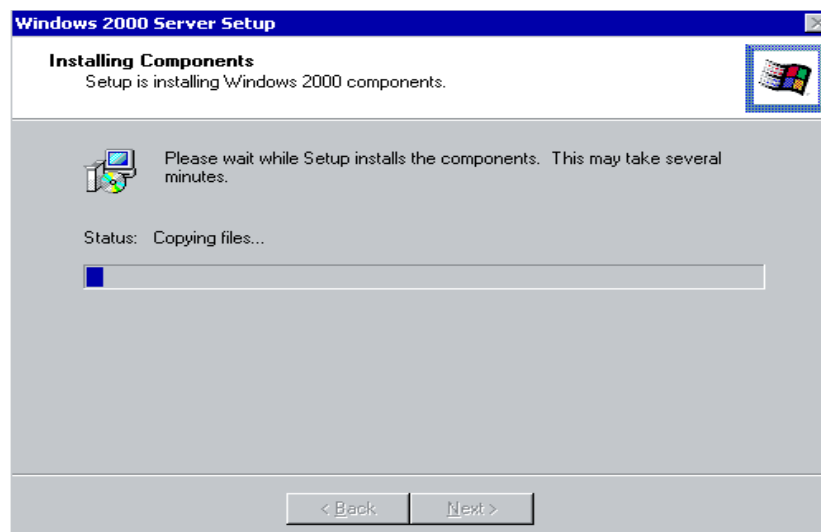 Windows 2000 Server Setup
Installing Components
Setup is installing Windows 2000 components.
Please wait while Setup installs the components.  This may take several
minutes.
Status:  Copying files...
< Back
Next >